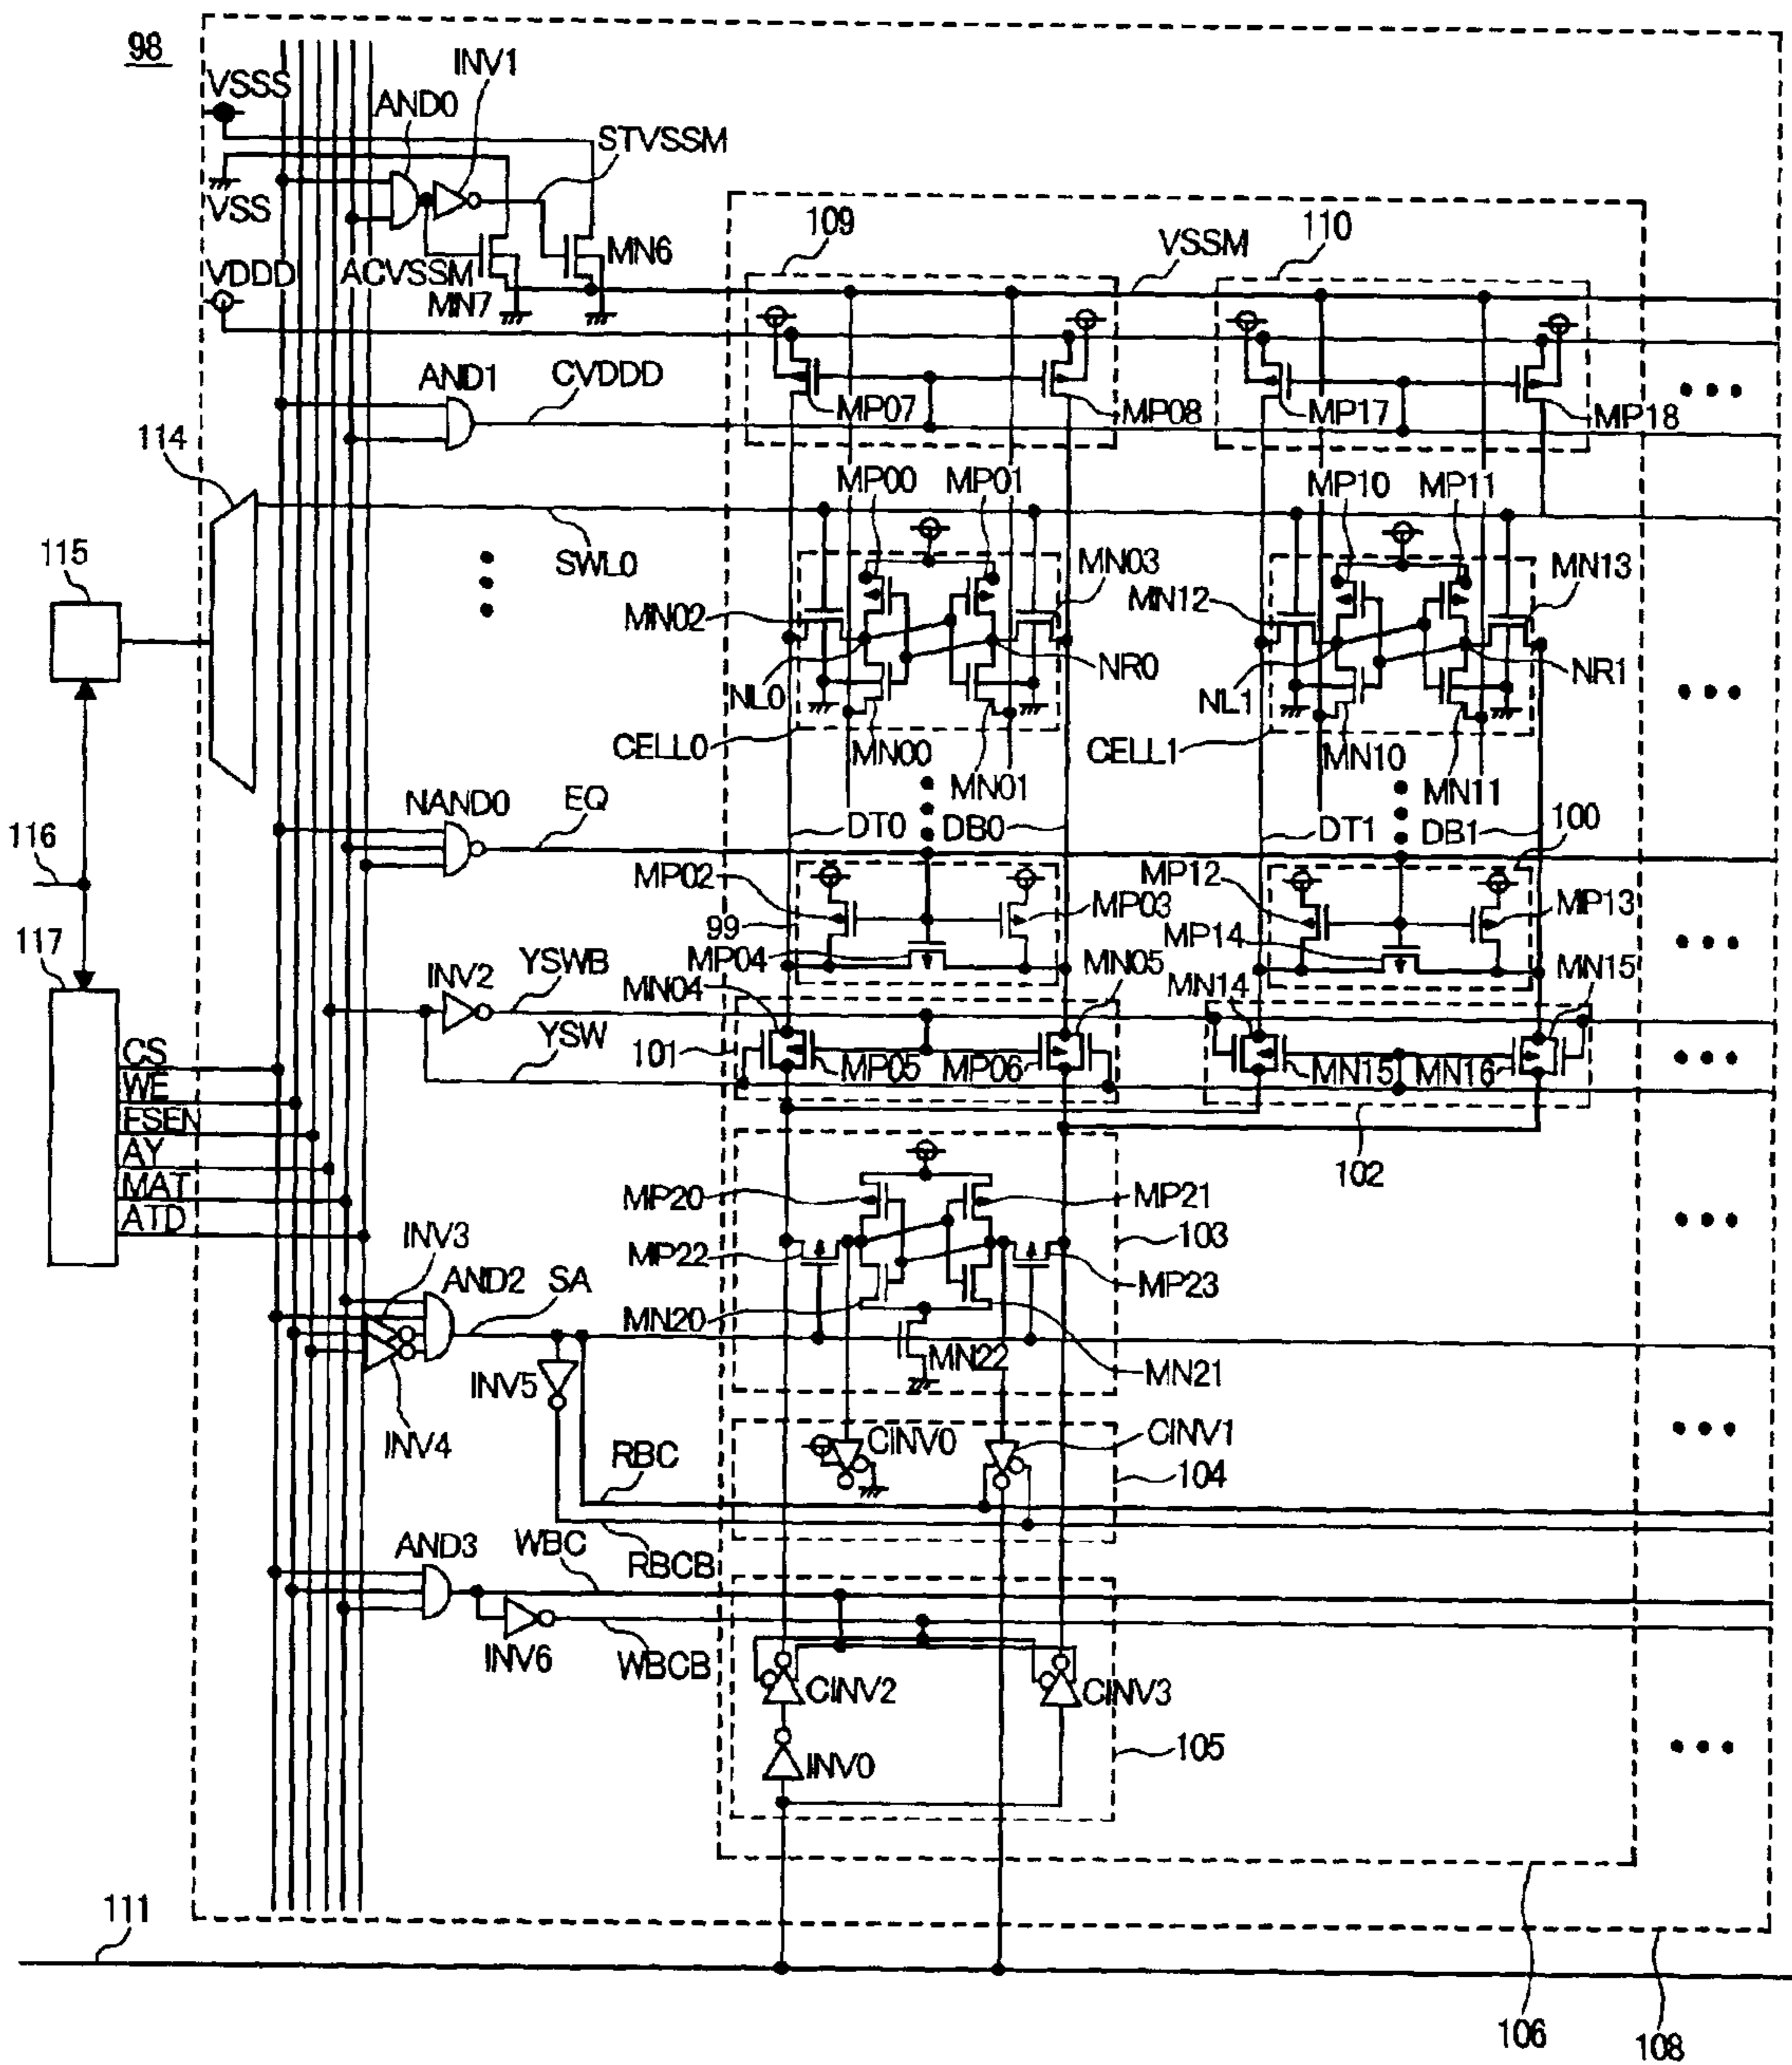 98
VSSS
INV1
AND0
STVSSM
VSS
109
110
VSSM
MN6
VDDD
ACVSSM
MN7
AND1
CVDDD
MP07
MP08
MP17
MP18
114
MP00
MP01
MP10
MP11
115
SWL0
MN03
MN13
MN02
MN12
NL0
NR0
NL1
NR1
CELL0
MN00
CELL1
MN10
MN01
MN11
NAND0
EQ
DT0
DB0
DT1
DB1
100
116
MP02
MP12
MP03
MP13
99
MP14
117
MP04
MN05
INV2
YSWB
MN04
MN14
MN15
YSW
101
MP05
MP06
MN15
MN16
CS
WE
FSEN
AY
102
MAT
MP20
MP21
ATD
INV3
103
AND2
SA
MP22
MP23
MN20
MN22
INV5
MN21
INV4
CINV0
CINV1
RBC
104
AND3
WBC
RBCB
INV6
WBCB
CINV2
CINV3
105
INV0
111
106
108